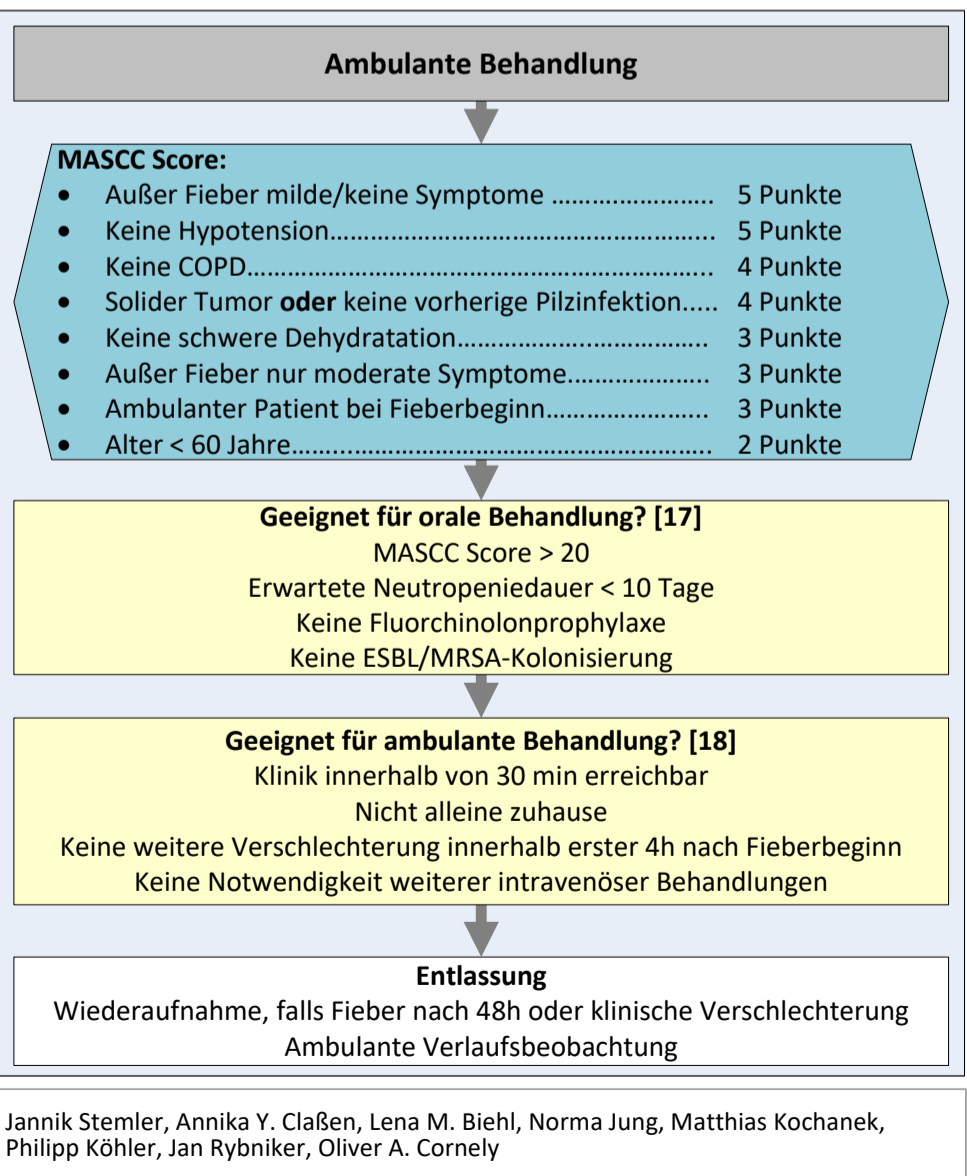 Ambulante Behandlung
MASCC Score:
• Außer Fieber milde/keine Symptome ........................ 5 Punkte
• Keine Hypotension......................................................... 5 Punkte
• Keine COPD..................................................................... 4 Punkte
• Solider Tumor oder keine vorherige Pilzinfektion..... 4 Punkte
• Keine schwere Dehydratation..................................... 3 Punkte
• Außer Fieber nur moderate Symptome..................... 3 Punkte
• Ambulanter Patient bei Fieberbeginn........................ 3 Punkte
• Alter < 60 Jahre.............................................................. 2 Punkte
Geeignet für orale Behandlung? [17]
MASCC Score > 20
Erwartete Neutropeniedauer < 10 Tage
Keine Fluorchinolonprophylaxe
Keine ESBL/MRSA-Kolonisierung
Geeignet für ambulante Behandlung? [18]
Klinik innerhalb von 30 min erreichbar
Nicht alleine zuhause
Keine weitere Verschlechterung innerhalb erster 4h nach Fieberbeginn
Keine Notwendigkeit weiterer intravenöser Behandlungen
Entlassung
Wiederaufnahme, falls Fieber nach 48h oder klinische Verschlechterung
Ambulante Verlaufsbeobachtung
Jannik Stemler, Annika Y. Claßen, Lena M. Biehl, Norma Jung, Matthias Kochanek,
Philipp Köhler, Jan Rybniker, Oliver A. Cornely